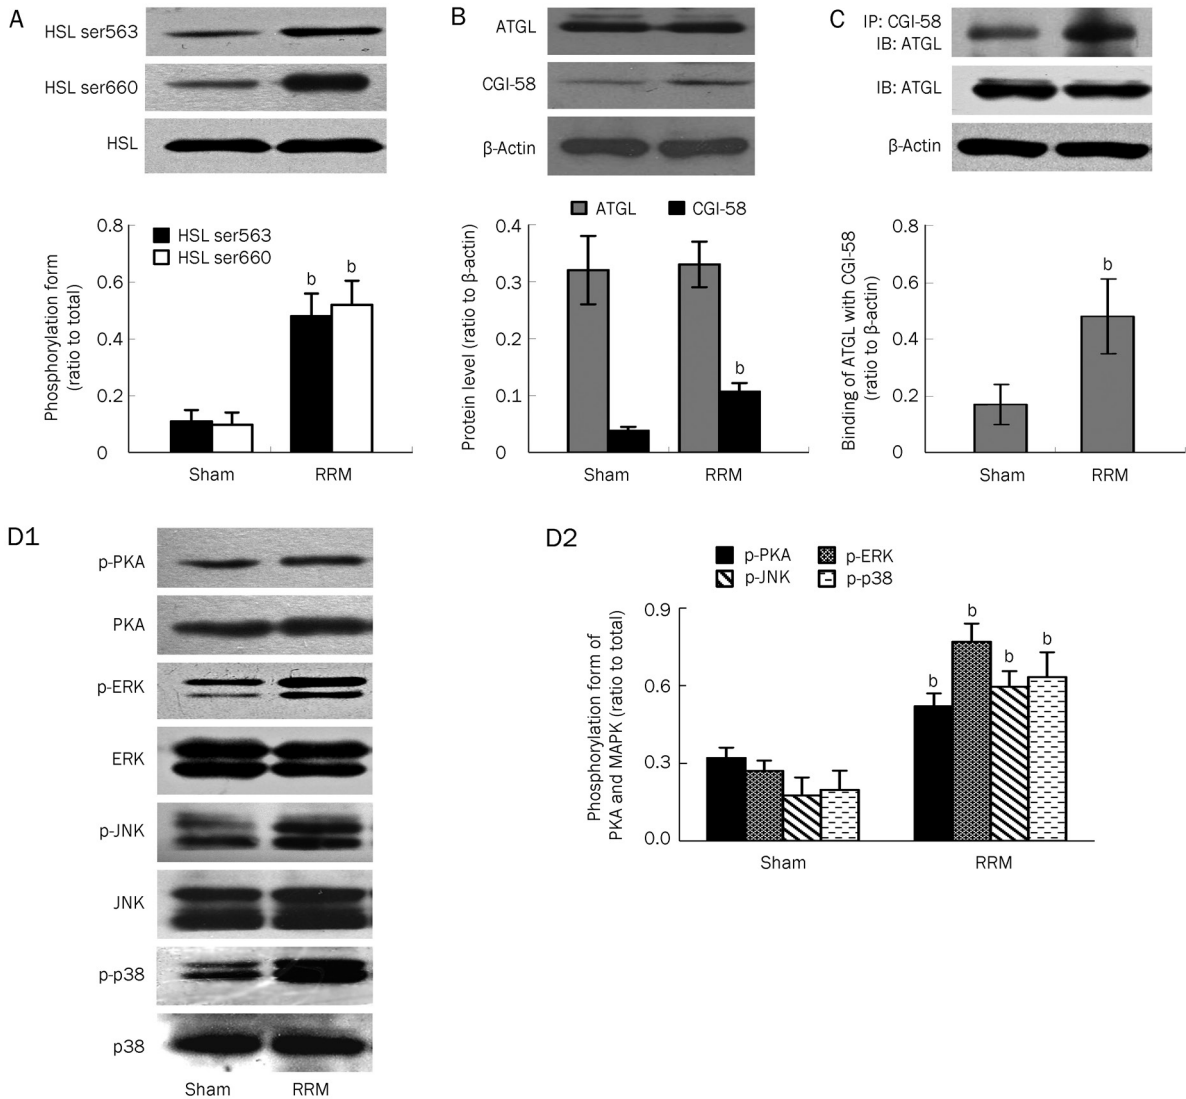 A
HSL ser563
HSL ser660
HSL
Phosphorylation form
(ratio to total)
0.8
0.6
0.4
0.2
0
HSL ser563
HSL ser660
b
b
Sham
RRM
B
ATGL
CGI-58
β-Actin
ATGL
CGI-58
Protein level (ratio to β-actin)
0.4
0.3
0.2
0.1
0
b
Sham
RRM
C
IP: CGI-58
IB: ATGL
IB: ATGL
β-Actin
Binding of ATGL with CGI-58
(ratio to β-actin)
0.8
0.6
0.4
0.2
0
b
Sham
RRM
D1
p-PKA
PKA
p-ERK
ERK
p-JNK
JNK
p-p38
p38
Sham
RRM
D2
p-PKA
p-ERK
p-JNK
p-p38
Phosphorylation form of
PKA and MAPK (ratio to total)
0.9
0.6
0.3
0.0
b
b
b
b
Sham
RRM